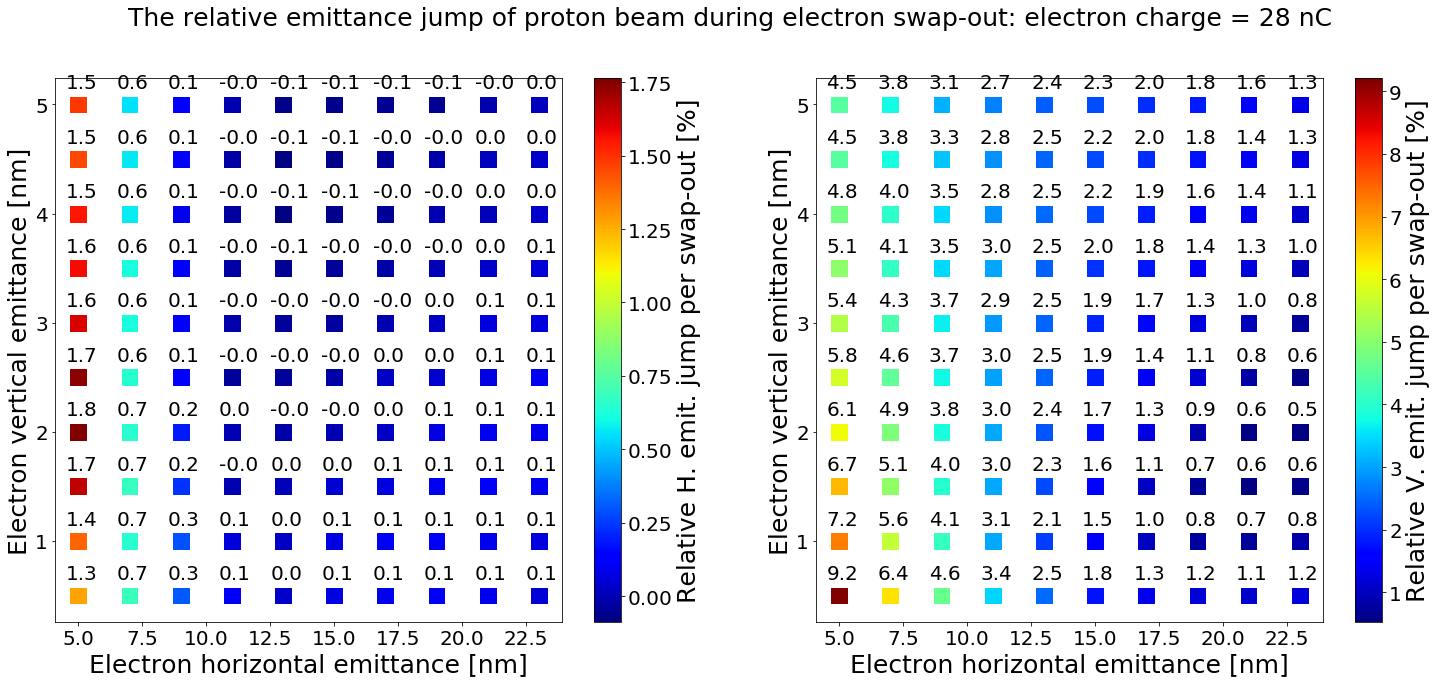 The relative emittance jump of proton beam during electron swap-out: electron charge = 28 nC
1.5 0.6 0.1 -0.0 -0.1 -0.1 -0.1 -0.1 -0.0 0.0
1.5 0.6 0.1 -0.0 -0.1 -0.1 -0.0 -0.0 0.0 0.0
1.5 0.6 0.1 -0.0 -0.1 -0.1 -0.0 -0.0 0.0 0.0
1.6 0.6 0.1 -0.0 -0.1 -0.0 -0.0 -0.0 0.0 0.1
1.6 0.6 0.1 -0.0 -0.0 -0.0 -0.0 0.0 0.1 0.1
1.7 0.6 0.1 -0.0 -0.0 -0.0 0.0 0.0 0.1 0.1
1.8 0.7 0.2 0.0 -0.0 -0.0 0.0 0.1 0.1 0.1
1.7 0.7 0.2 -0.0 0.0 0.0 0.1 0.1 0.1 0.1
1.4 0.7 0.3 0.1 0.0 0.1 0.1 0.1 0.1 0.1
1.3 0.7 0.3 0.1 0.0 0.1 0.1 0.1 0.1 0.1
5
4
3
2
1
Electron vertical emittance [nm]
5.0 7.5 10.0 12.5 15.0 17.5 20.0 22.5
Electron horizontal emittance [nm]
1.75
1.50
1.25
1.00
0.75
0.50
0.25
0.00
Relative H. emit. jump per swap-out [%]
4.5 3.8 3.1 2.7 2.4 2.3 2.0 1.8 1.6 1.3
4.5 3.8 3.3 2.8 2.5 2.2 2.0 1.8 1.4 1.3
4.8 4.0 3.5 2.8 2.5 2.2 1.9 1.6 1.4 1.1
5.1 4.1 3.5 3.0 2.5 2.0 1.8 1.4 1.3 1.0
5.4 4.3 3.7 2.9 2.5 1.9 1.7 1.3 1.0 0.8
5.8 4.6 3.7 3.0 2.5 1.9 1.4 1.1 0.8 0.6
6.1 4.9 3.8 3.0 2.4 1.7 1.3 0.9 0.6 0.5
6.7 5.1 4.0 3.0 2.3 1.6 1.1 0.7 0.6 0.6
7.2 5.6 4.1 3.1 2.1 1.5 1.0 0.8 0.7 0.8
9.2 6.4 4.6 3.4 2.5 1.8 1.3 1.2 1.1 1.2
5
4
3
2
1
Electron vertical emittance [nm]
5.0 7.5 10.0 12.5 15.0 17.5 20.0 22.5
Electron horizontal emittance [nm]
9
8
7
6
5
4
3
2
1
Relative V. emit. jump per swap-out [%]